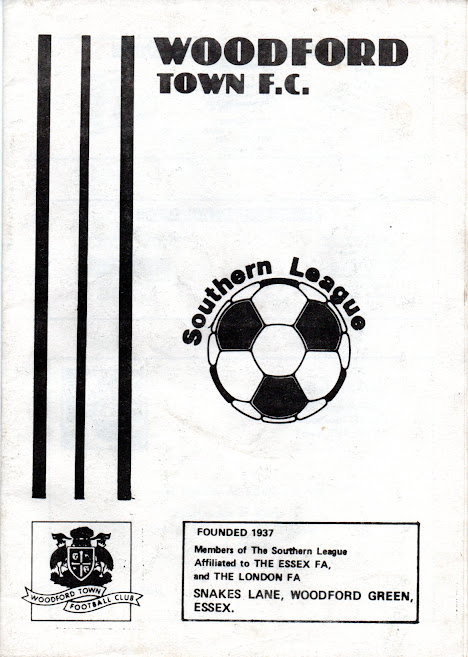 WOODFORD
TOWN F.C.
Southern League
WOODFORD TOWN
FOOTBALL CLUB
FOUNDED 1937
Members of The Southern League
Affiliated to THE ESSEX FA,
and THE LONDON FA
SNAKES LANE, WOODFORD GREEN,
ESSEX.